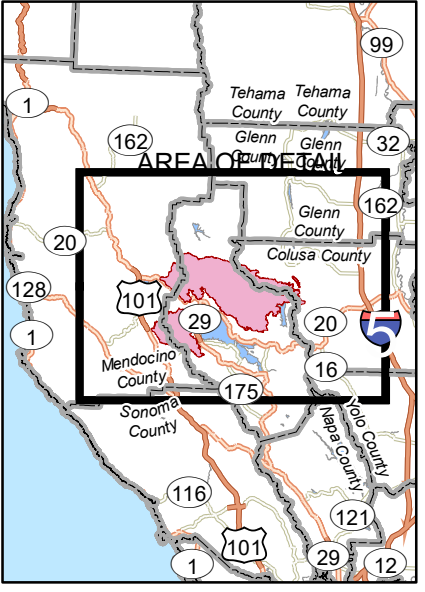 99
Tehama County
Tehama County
1
162
Glenn County
Glenn County
32
AREA OF DETAIL
162
Glenn County
20
Colusa County
128
101
29
20
5
1
16
Mendocino County
175
Sonoma County
Napa County
Yolo County
116
121
101
1
29
12